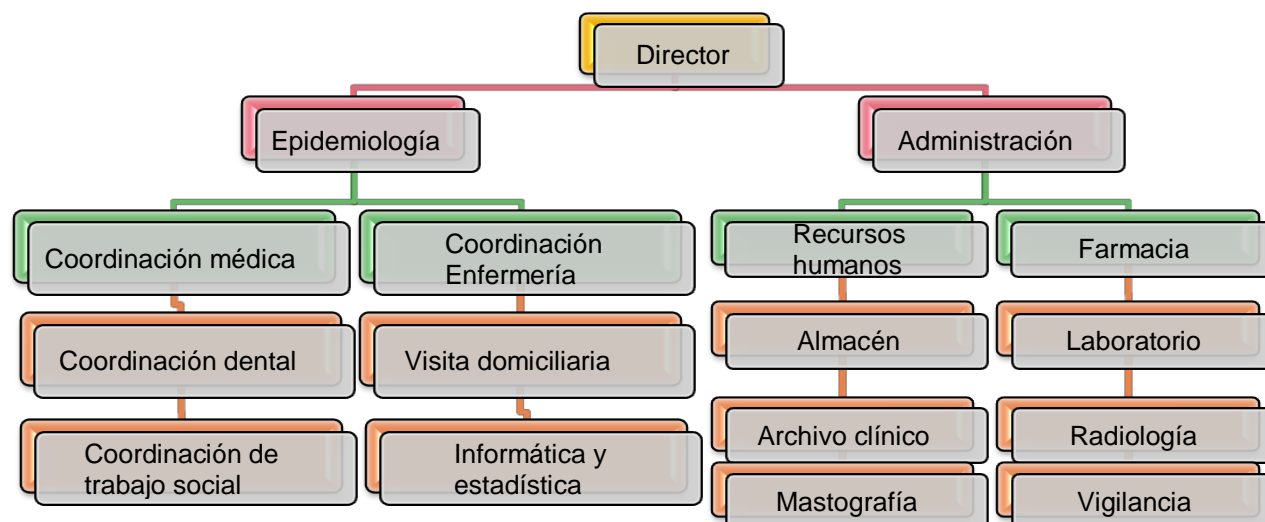 Director
Epidemiología
Administración
Coordinación médica
Coordinación
Enfermería
Recursos
humanos
Farmacia
Coordinación dental
Visita domiciliaria
Almacén
Laboratorio
Coordinación de
trabajo social
Informática y
estadística
Archivo clínico
Radiología
Mastografía
Vigilancia